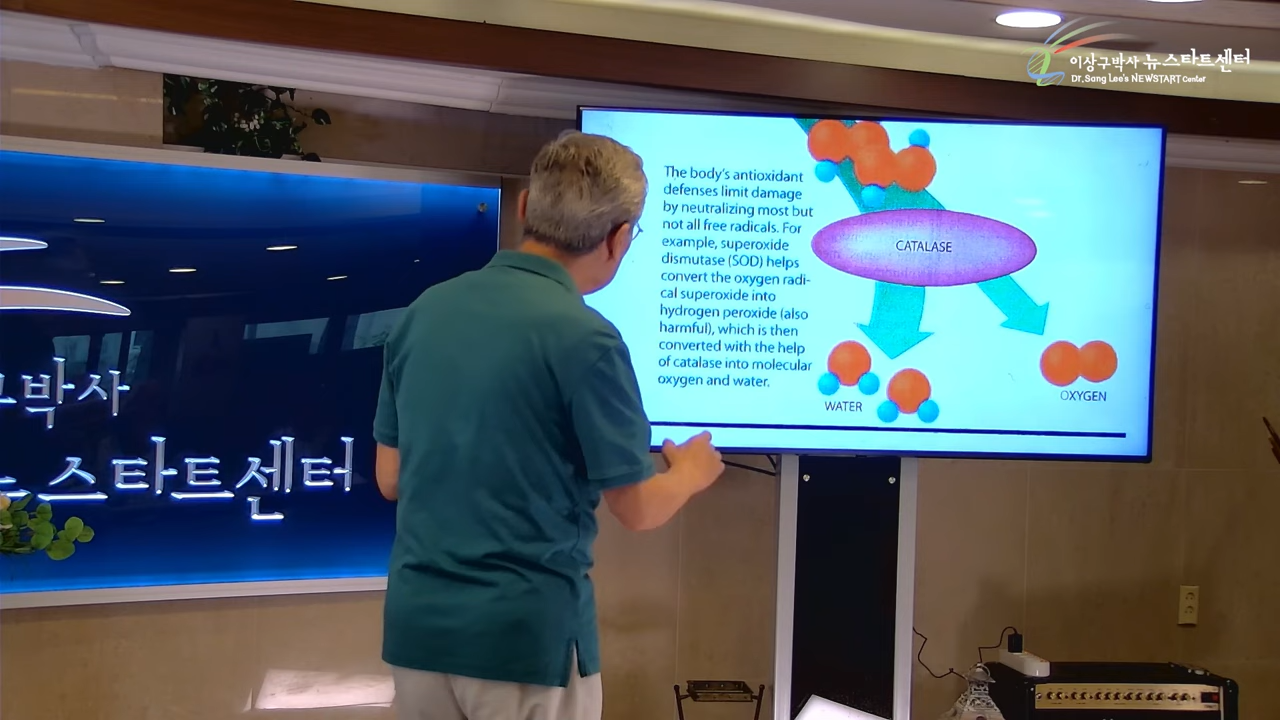 이상구박사 뉴스타트센터
Dr. Sang Lee's NEWSTART Center
The body's antioxidant
defenses limit damage
by neutralizing most but
not all free radicals. For
example, superoxide
dismutase (SOD) helps
convert the oxygen radi-
cal superoxide into
hydrogen peroxide (also
harmful), which is then
converted with the help
of catalase into molecular
oxygen and water.
CATALASE
WATER
OXYGEN
박사
스타트센터